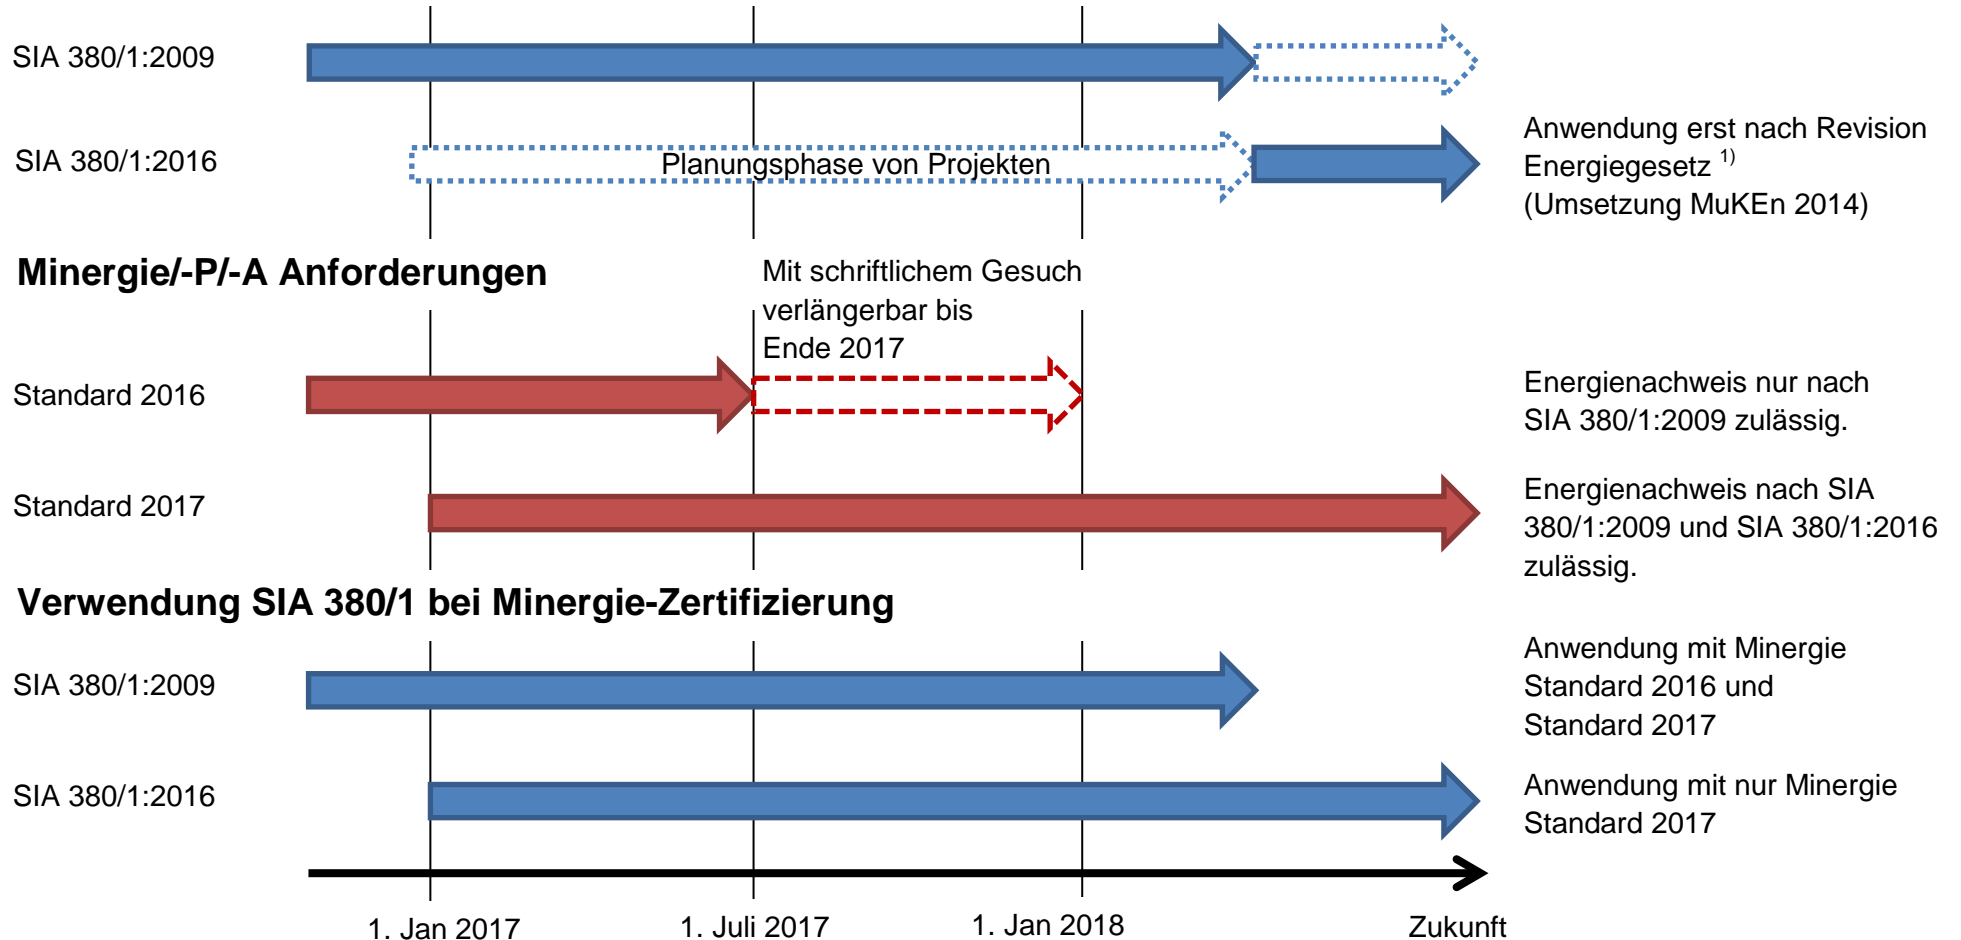 SIA 380/1:2009
SIA 380/1:2016
Planungsphase von Projekten
Anwendung erst nach Revision
Energiegesetz 1)
(Umsetzung MuKEn 2014)
Minergie/-P/-A Anforderungen
Mit schriftlichem Gesuch
verlängerbar bis
Ende 2017
Standard 2016
Energienachweis nur nach
SIA 380/1:2009 zulässig.
Standard 2017
Energienachweis nach SIA
380/1:2009 und SIA 380/1:2016
zulässig.
Verwendung SIA 380/1 bei Minergie-Zertifizierung
SIA 380/1:2009
Anwendung mit Minergie
Standard 2016 und
Standard 2017
SIA 380/1:2016
Anwendung mit nur Minergie
Standard 2017
1. Jan 2017
1. Juli 2017
1. Jan 2018
Zukunft